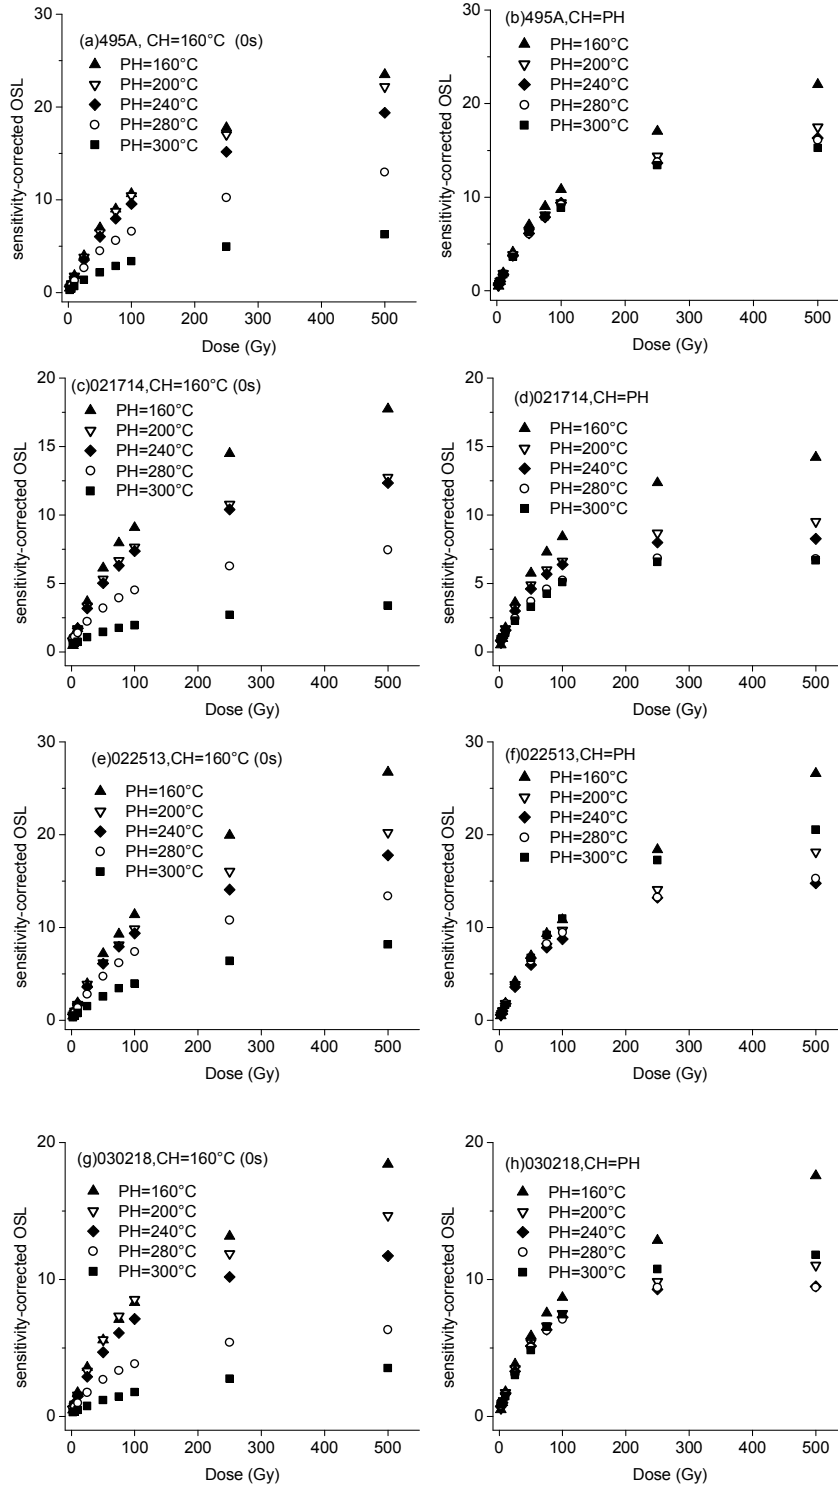 (a)495A, CH=160°C (0s)
PH=160°C
PH=200°C
PH=240°C
PH=280°C
PH=300°C
30
20
10
0
sensitivity-corrected OSL
0 100 200 300 400 500
Dose (Gy)
(b)495A,CH=PH
PH=160°C
PH=200°C
PH=240°C
PH=280°C
PH=300°C
30
20
10
0
sensitivity-corrected OSL
0 100 200 300 400 500
Dose (Gy)
(c)021714,CH=160°C (0s)
PH=160°C
PH=200°C
PH=240°C
PH=280°C
PH=300°C
20
15
10
5
0
sensitivity-corrected OSL
0 100 200 300 400 500
Dose (Gy)
(d)021714,CH=PH
PH=160°C
PH=200°C
PH=240°C
PH=280°C
PH=300°C
20
15
10
5
0
sensitivity-corrected OSL
0 100 200 300 400 500
Dose (Gy)
(e)022513,CH=160°C (0s)
PH=160°C
PH=200°C
PH=240°C
PH=280°C
PH=300°C
30
20
10
0
sensitivity-corrected OSL
0 100 200 300 400 500
Dose (Gy)
(f)022513,CH=PH
PH=160°C
PH=200°C
PH=240°C
PH=280°C
PH=300°C
30
20
10
0
sensitivity-corrected OSL
0 100 200 300 400 500
Dose (Gy)
(g)030218,CH=160°C (0s)
PH=160°C
PH=200°C
PH=240°C
PH=280°C
PH=300°C
20
10
0
sensitivity-corrected OSL
0 100 200 300 400 500
Dose (Gy)
(h)030218,CH=PH
PH=160°C
PH=200°C
PH=240°C
PH=280°C
PH=300°C
20
10
0
sensitivity-corrected OSL
0 100 200 300 400 500
Dose (Gy)